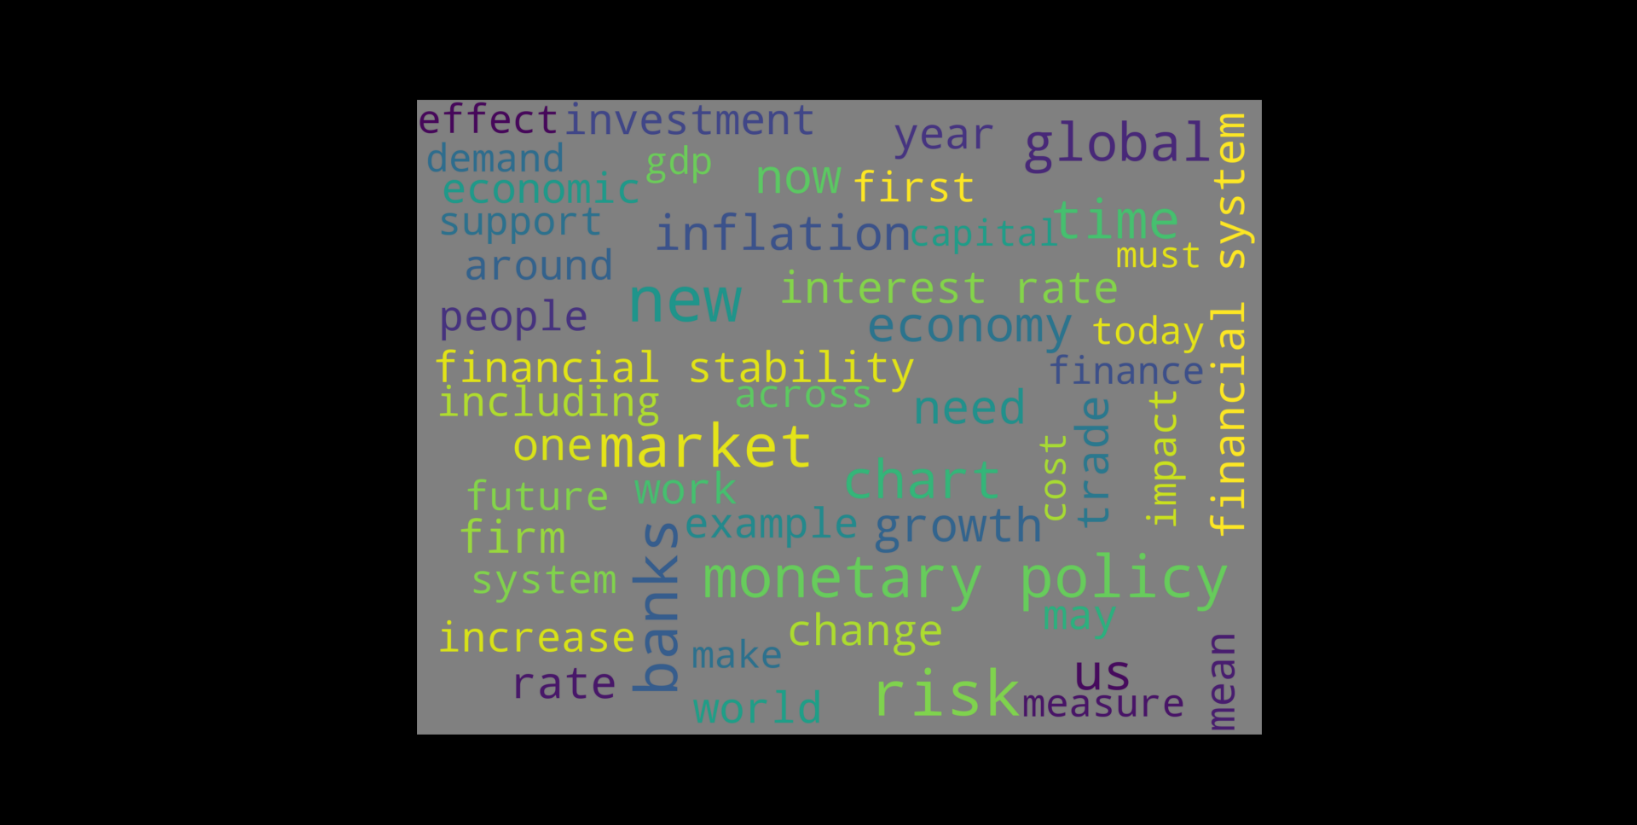 effect investment
year global
demand
gdp now first
economic
support
inflation capital time
must
around
new interest rate
people economy today
financial stability finance
including across need
one market
chart
future work
firm example growth
system monetary policy
may
increase change
make
rate us
world risk measure
banks
cost
trade
impact
financial system
mean